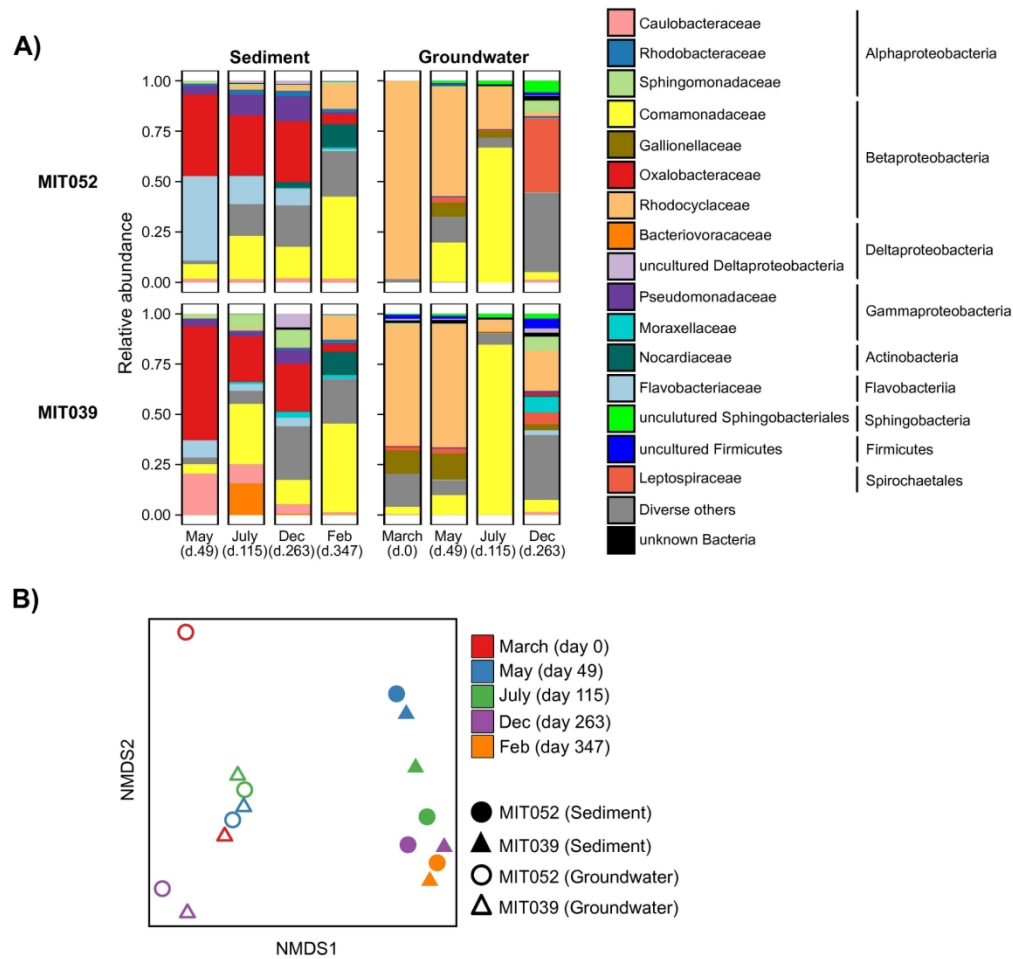 A)
Sediment
Groundwater
Relative abundance
MIT052
1.00
0.75
0.50
0.25
0.00
MIT039
1.00
0.75
0.50
0.25
0.00
May July Dec Feb March May July Dec
(d.49) (d.115) (d.263) (d.347) (d.0) (d.49) (d.115) (d.263)
Caulobacteraceae
Rhodobacteraceae
Sphingomonadaceae
Comamonadaceae
Gallionellaceae
Oxalobacteraceae
Rhodocyclaceae
Bacteriovoracaceae
uncultured Deltaproteobacteria
Pseudomonadaceae
Moraxellaceae
Nocardiaceae
Flavobacteriaceae
unculutured Sphingobacteriales
uncultured Firmicutes
Leptospiraceae
Diverse others
unknown Bacteria
Alphaproteobacteria
Betaproteobacteria
Deltaproteobacteria
Gammaproteobacteria
Actinobacteria
Flavobacteriia
Sphingobacteria
Firmicutes
Spirochaetales
B)
NMDS2
NMDS1
March (day 0)
May (day 49)
July (day 115)
Dec (day 263)
Feb (day 347)
MIT052 (Sediment)
MIT039 (Sediment)
MIT052 (Groundwater)
MIT039 (Groundwater)